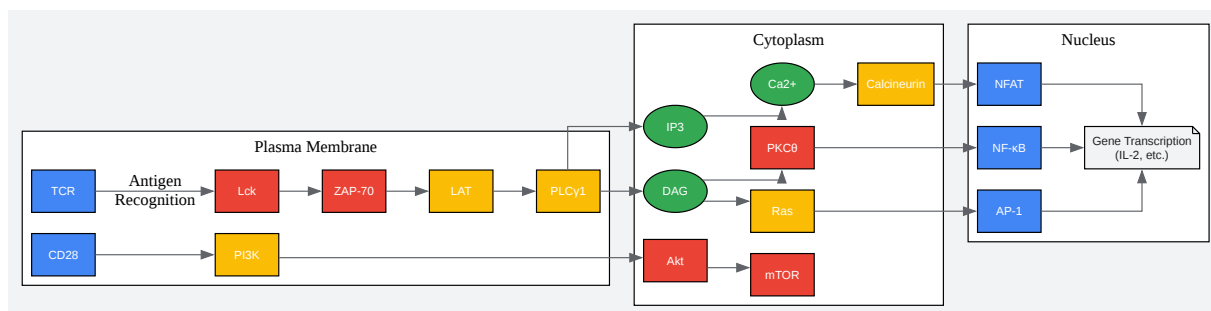 Plasma Membrane
TCR
Antigen
Recognition
Lck
ZAP-70
LAT
PLCγ1
CD28
PI3K
Cytoplasm
IP3
Ca2+
Calcineurin
PKCθ
DAG
Ras
Akt
mTOR
Nucleus
NFAT
NF-κB
AP-1
Gene Transcription
(IL-2, etc.)